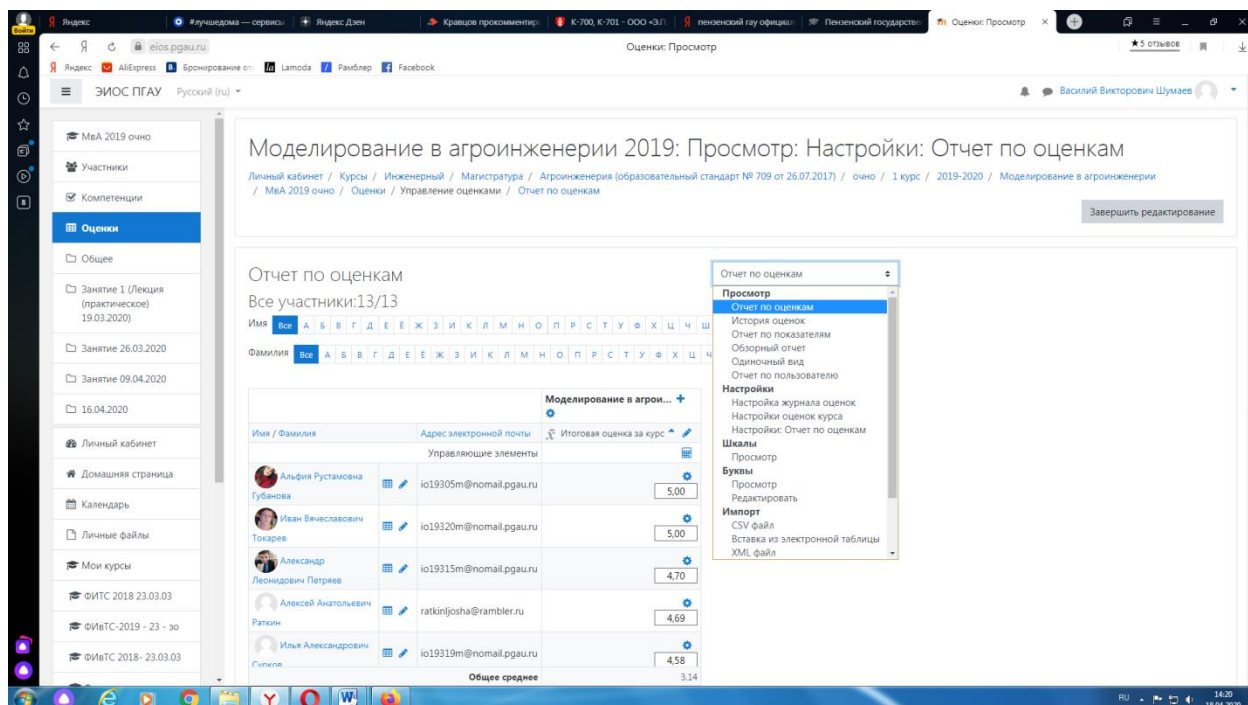 Войти
Яндекс
#лучшедома — сервисы
Яндекс Дзен
Кравцов прокомментир
К-700, К-701 - ООО «З.П.
пензенский гау официал
Пензенский государстве
Оценки: Просмотр
eios.pgau.ru
Оценки: Просмотр
★ 5 отзывов
Яндекс
AliExpress
Бронирование от
Lamoda
Рамблер
Facebook
ЭИОС ПГАУ
Русский (ru)
Василий Викторович Шумаев
МвА 2019 очно
Участники
Компетенции
Оценки
Общее
Занятие 1 (Лекция
(практическое)
19.03.2020)
Занятие 26.03.2020
Занятие 09.04.2020
16.04.2020
Личный кабинет
Домашняя страница
Календарь
Личные файлы
Мои курсы
ФИТС 2018 23.03.03
ФИвТС-2019 - 23 - зо
ФИвТС 2018- 23.03.03
Моделирование в агроинженерии 2019: Просмотр: Настройки: Отчет по оценкам
Личный кабинет / Курсы / Инженерный / Магистратура / Агроинженерия (образовательный стандарт № 709 от 26.07.2017) / очно / 1 курс / 2019-2020 / Моделирование в агроинженерии
/ МвА 2019 очно / Оценки / Управление оценками / Отчет по оценкам
Завершить редактирование
Отчет по оценкам
Все участники:13/13
Имя Все А Б В Г Д Е Ё Ж З И К Л М Н О П Р С Т У Ф Х Ц Ч Ш
Фамилия Все А Б В Г Д Е Ё Ж З И К Л М Н О П Р С Т У Ф Х Ц Ч
Моделирование в агрои...
Имя / Фамилия
Адрес электронной почты
Итоговая оценка за курс
Управляющие элементы
Альфия Рустамовна
Губанова
io19305m@nomail.pgau.ru
5,00
Иван Вячеславович
Токарев
io19320m@nomail.pgau.ru
5,00
Александр
Леонидович Петряев
io19315m@nomail.pgau.ru
4,70
Алексей Анатольевич
Раткин
ratkinljosha@rambler.ru
4,69
Илья Александрович
Сурков
io19319m@nomail.pgau.ru
4,58
Общее среднее
3.14
Отчет по оценкам
Просмотр
Отчет по оценкам
История оценок
Отчет по показателям
Обзорный отчет
Одиночный вид
Отчет по пользователю
Настройки
Настройка журнала оценок
Настройки оценок курса
Настройки: Отчет по оценкам
Шкалы
Просмотр
Буквы
Просмотр
Редактировать
Импорт
CSV файл
Вставка из электронной таблицы
XML файл
RU
14:20
18.04.2020